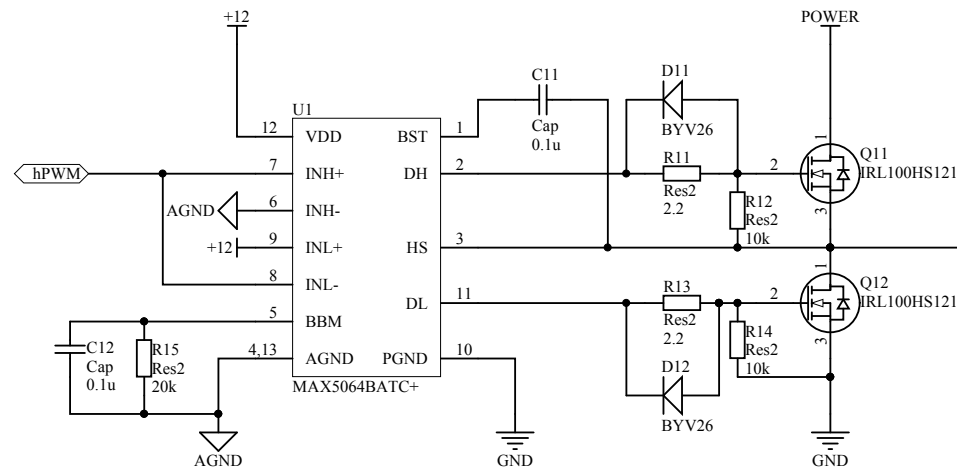 +12
POWER
C11
D11
U1
Cap
0.1u
BYV26
12 VDD BST 1
hPWM
7 INH+ DH 2
R11
Res2
2.2
2
1
3
Q11
IRL100HS121
R12
Res2
10k
AGND
6 INH-
+12
9 INL+ HS 3
8 INL-
DL 11
R13
Res2
2.2
2
1
3
Q12
IRL100HS121
R14
Res2
10k
5 BBM
C12
Cap
0.1u
R15
Res2
20k
4,13 AGND PGND 10
MAX5064BATC+
D12
BYV26
AGND
GND
GND